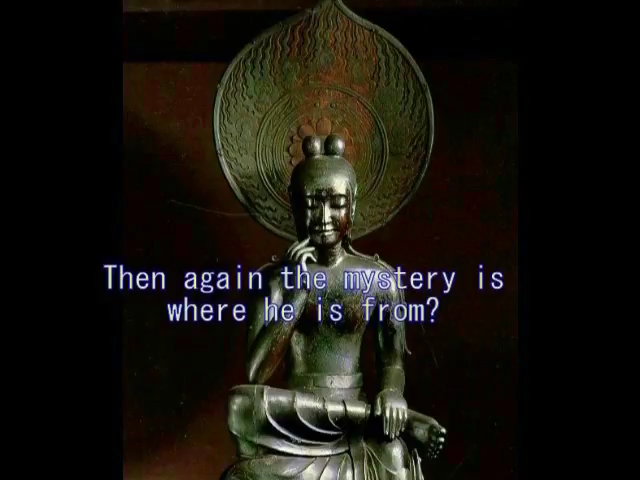 Then again the mystery is
where he is from?